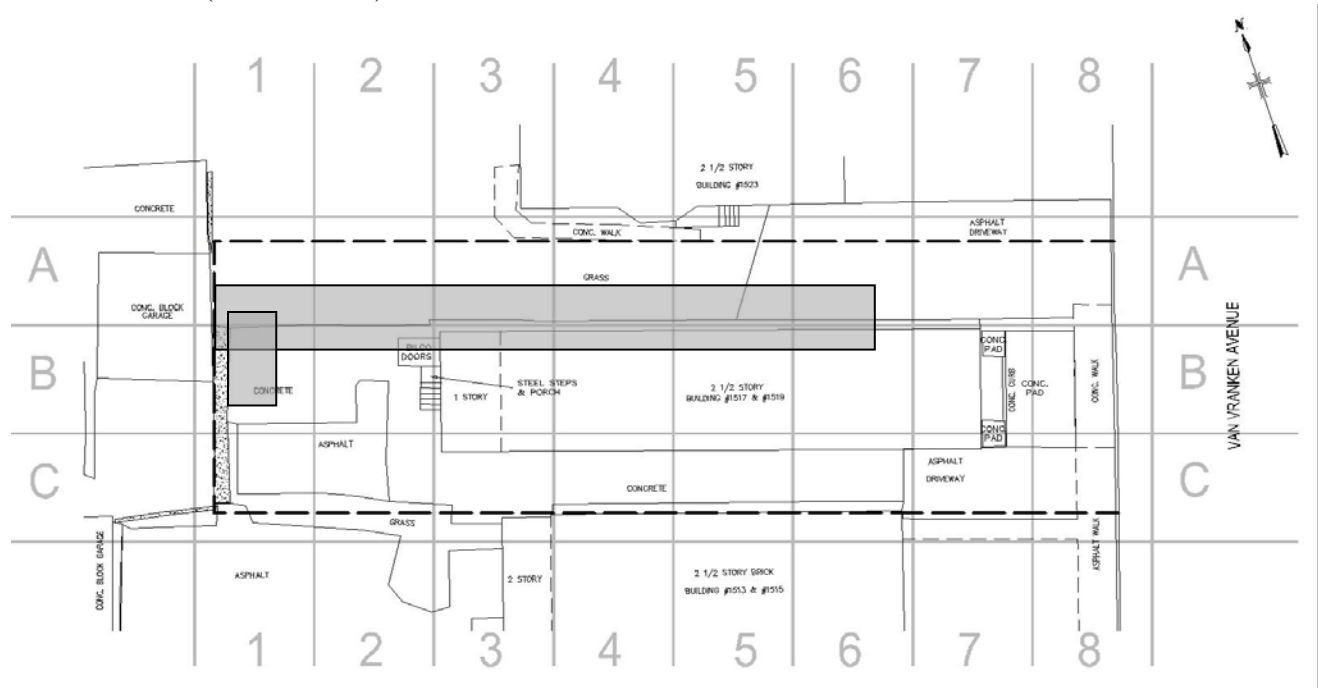 N
1 2 3 4 5 6 7 8
2 1/2 STORY
BUILDING #1523
CONCRETE
ASPHALT
DRIVEWAY
CONC. WALK
A
A
GRASS
CONC. BLOCK
GARAGE
VAN VRANKEN AVENUE
DOORS
CONC
PAD
B
B
CONCRETE
STEEL STEPS
& PORCH
1 STORY
2 1/2 STORY
BUILDING #1517 & #1519
CONC. CURB
CONC.
PAD
CONC. WALK
CONC
PAD
ASPHALT
ASPHALT
DRIVEWAY
C
C
CONCRETE
GRASS
CONC. BLOCK GARAGE
ASPHALT
2 STORY
2 1/2 STORY BRICK
BUILDING #1513 & #1515
ASPHALT WALK
1 2 3 4 5 6 7 8